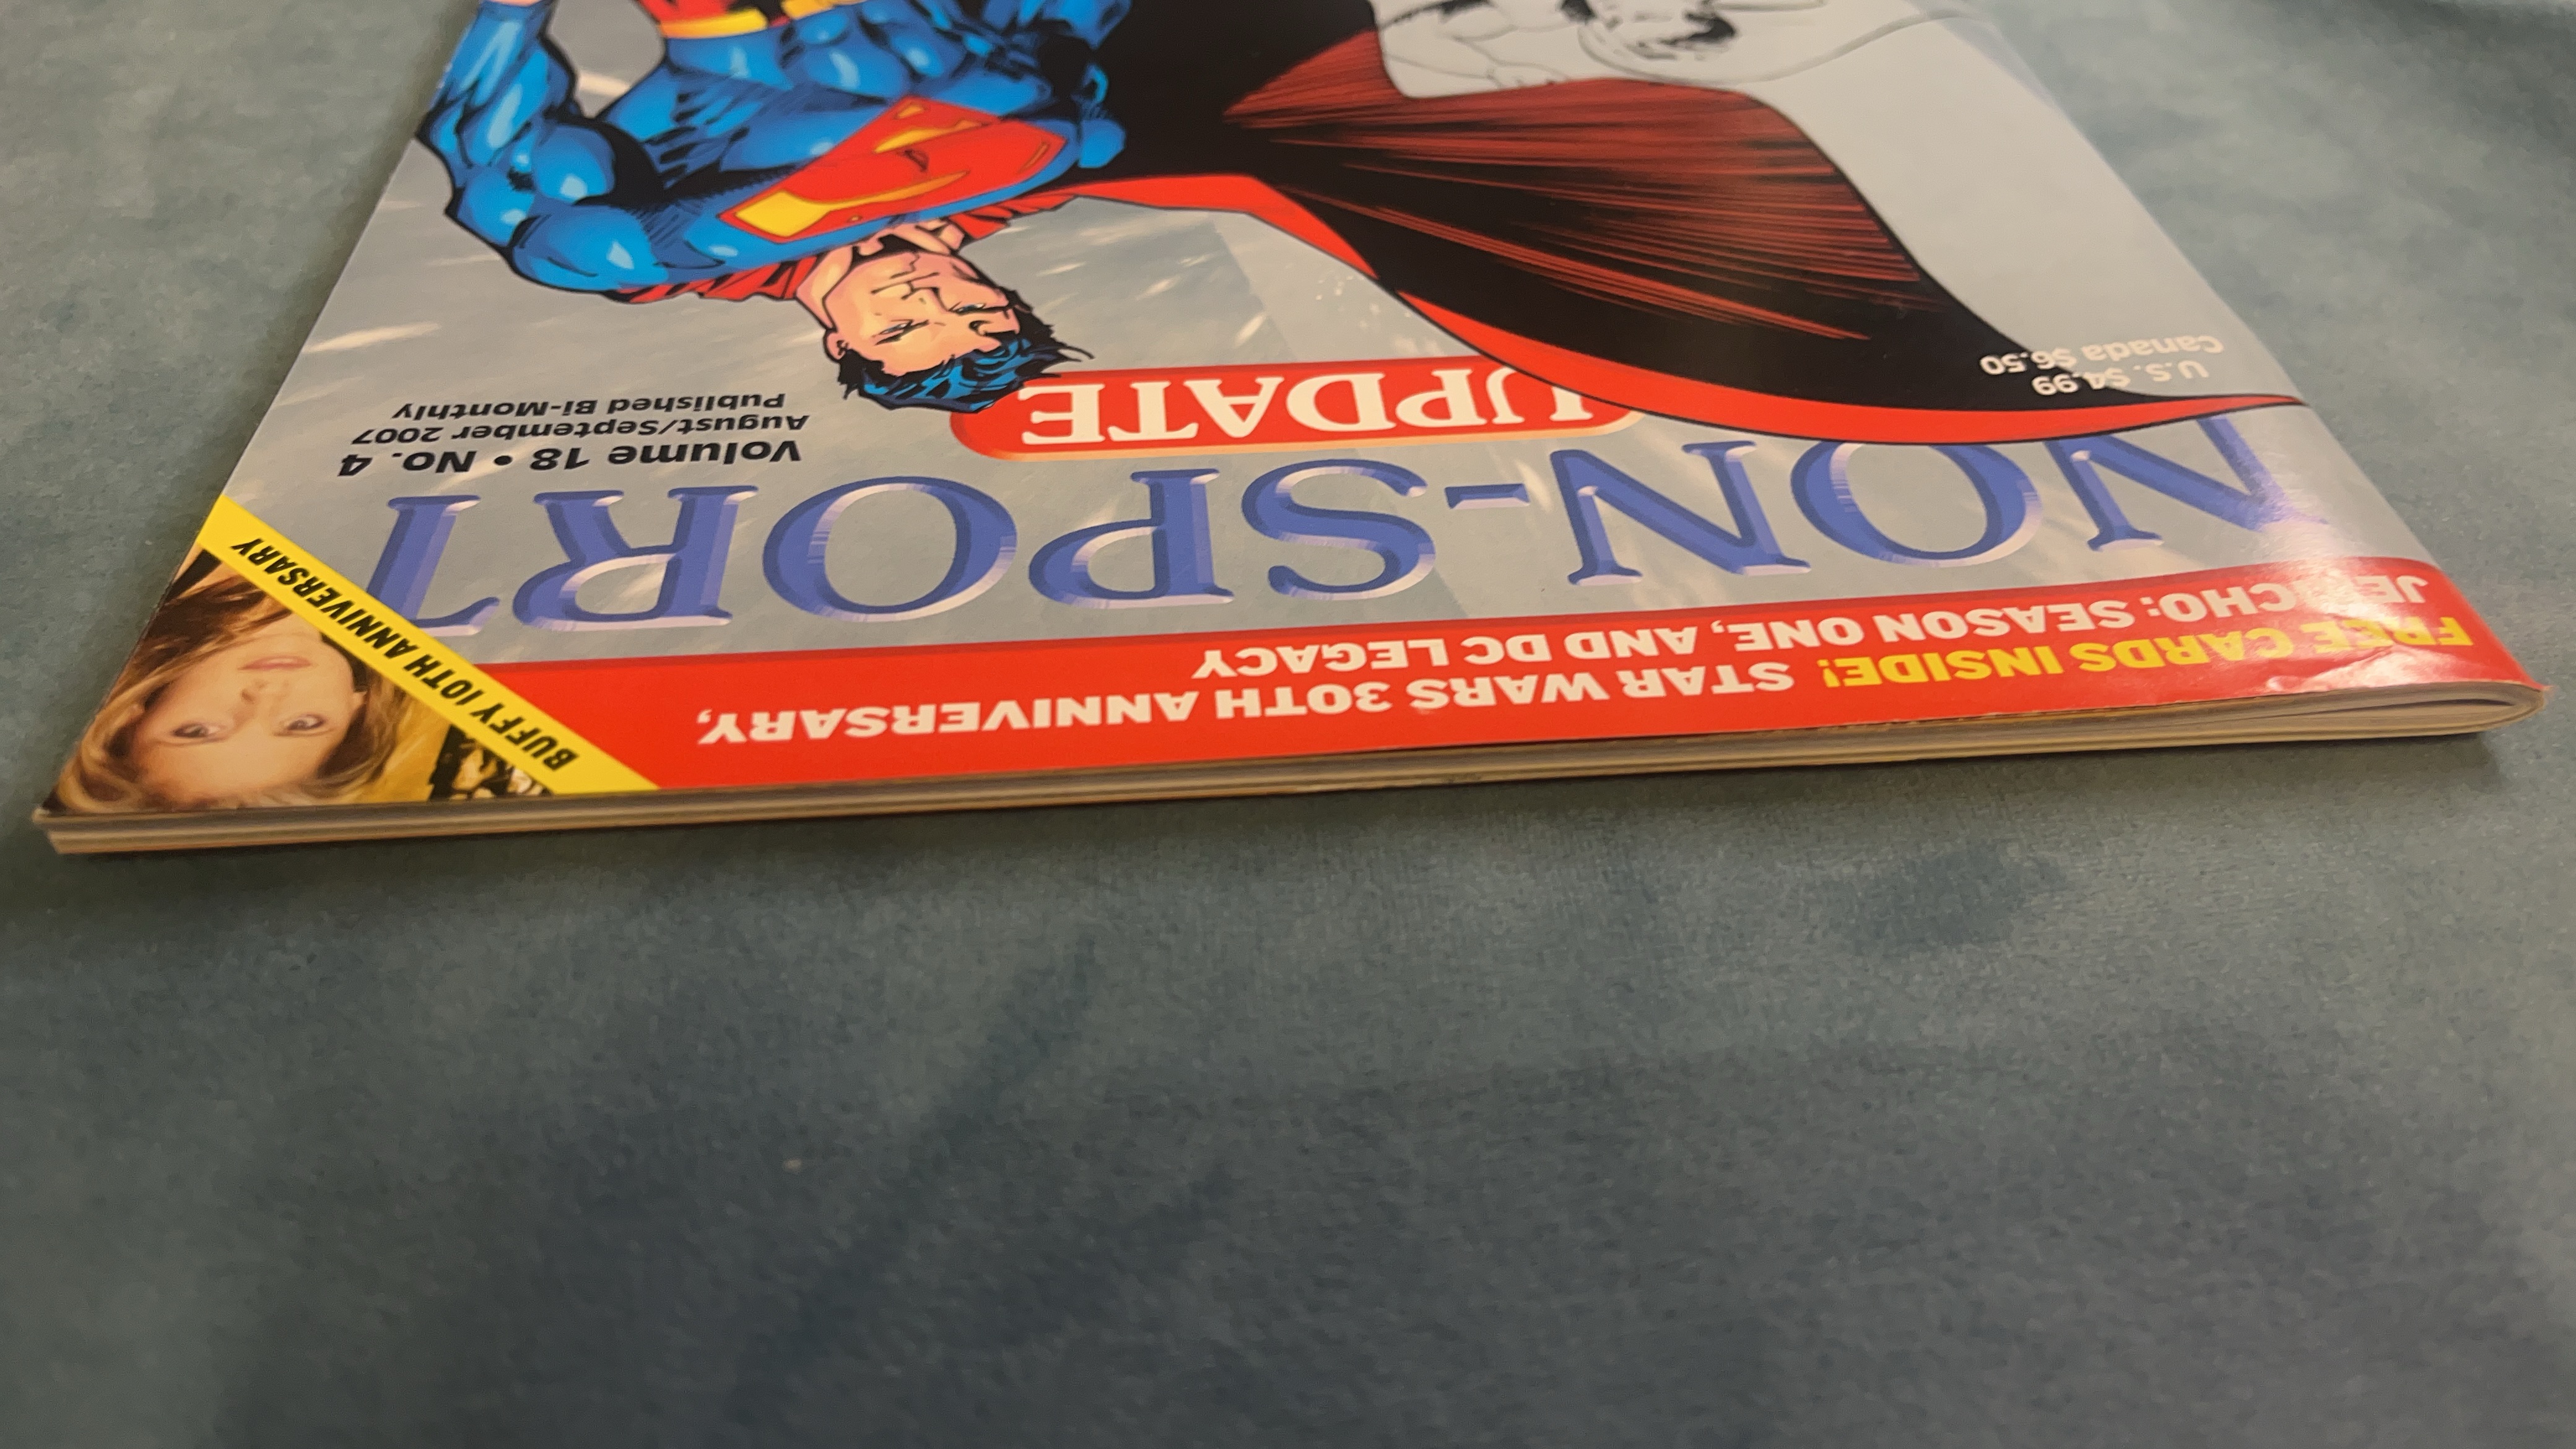 FREE CARDS INSIDE! STAR WARS 30TH ANNIVERSARY,
JERICHO: SEASON ONE, AND DC LEGACY
BUFFY 10TH ANNIVERSARY
NON-SPORT
UPDATE
Volume 18 • No. 4
August/September 2007
Published Bi-Monthly
U.S. $4.99
Canada $6.50